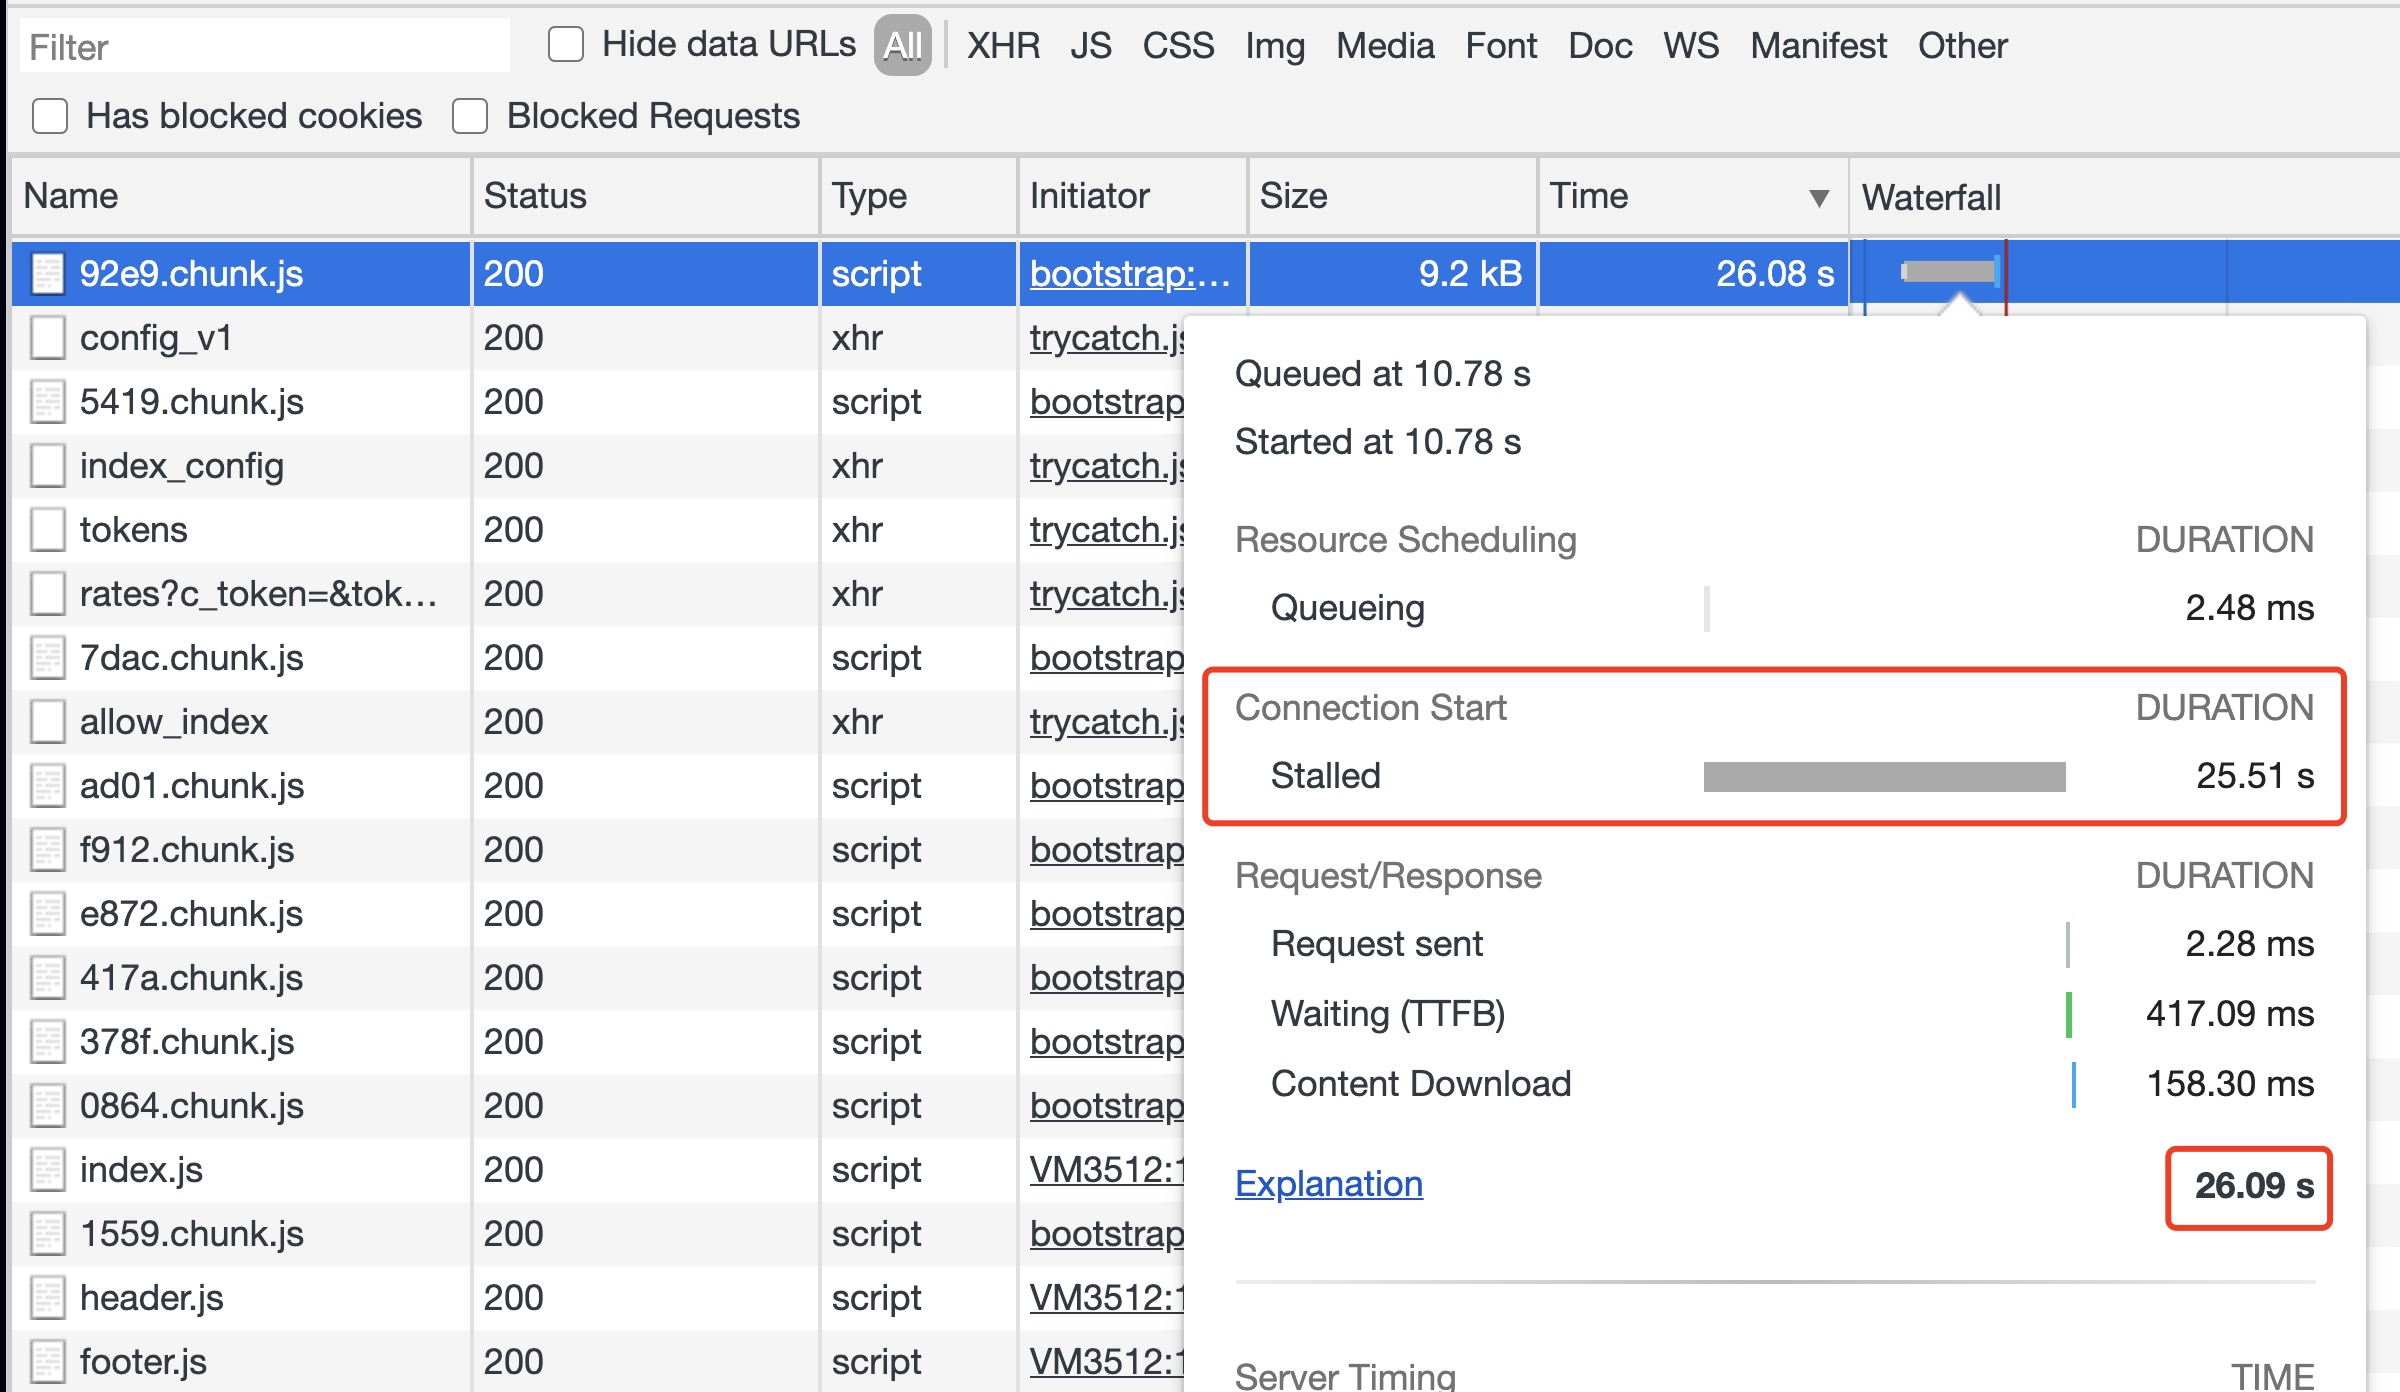 Filter Hide data URLs All XHR JS CSS Img Media Font Doc WS Manifest Other
Has blocked cookies Blocked Requests
Name Status Type Initiator Size Time ▼ Waterfall
92e9.chunk.js 200 script bootstrap:... 9.2 kB 26.08 s
config_v1 200 xhr trycatch.js
5419.chunk.js 200 script bootstrap
index_config 200 xhr trycatch.js
tokens 200 xhr trycatch.js
rates?c_token=&tok... 200 xhr trycatch.js
7dac.chunk.js 200 script bootstrap
allow_index 200 xhr trycatch.js
ad01.chunk.js 200 script bootstrap
f912.chunk.js 200 script bootstrap
e872.chunk.js 200 script bootstrap
417a.chunk.js 200 script bootstrap
378f.chunk.js 200 script bootstrap
0864.chunk.js 200 script bootstrap
index.js 200 script VM3512:1
1559.chunk.js 200 script bootstrap
header.js 200 script VM3512:1
footer.js 200 script VM3512:1
Queued at 10.78 s
Started at 10.78 s
Resource Scheduling DURATION
Queueing 2.48 ms
Connection Start DURATION
Stalled 25.51 s
Request/Response DURATION
Request sent 2.28 ms
Waiting (TTFB) 417.09 ms
Content Download 158.30 ms
Explanation 26.09 s
Server Timing TIME